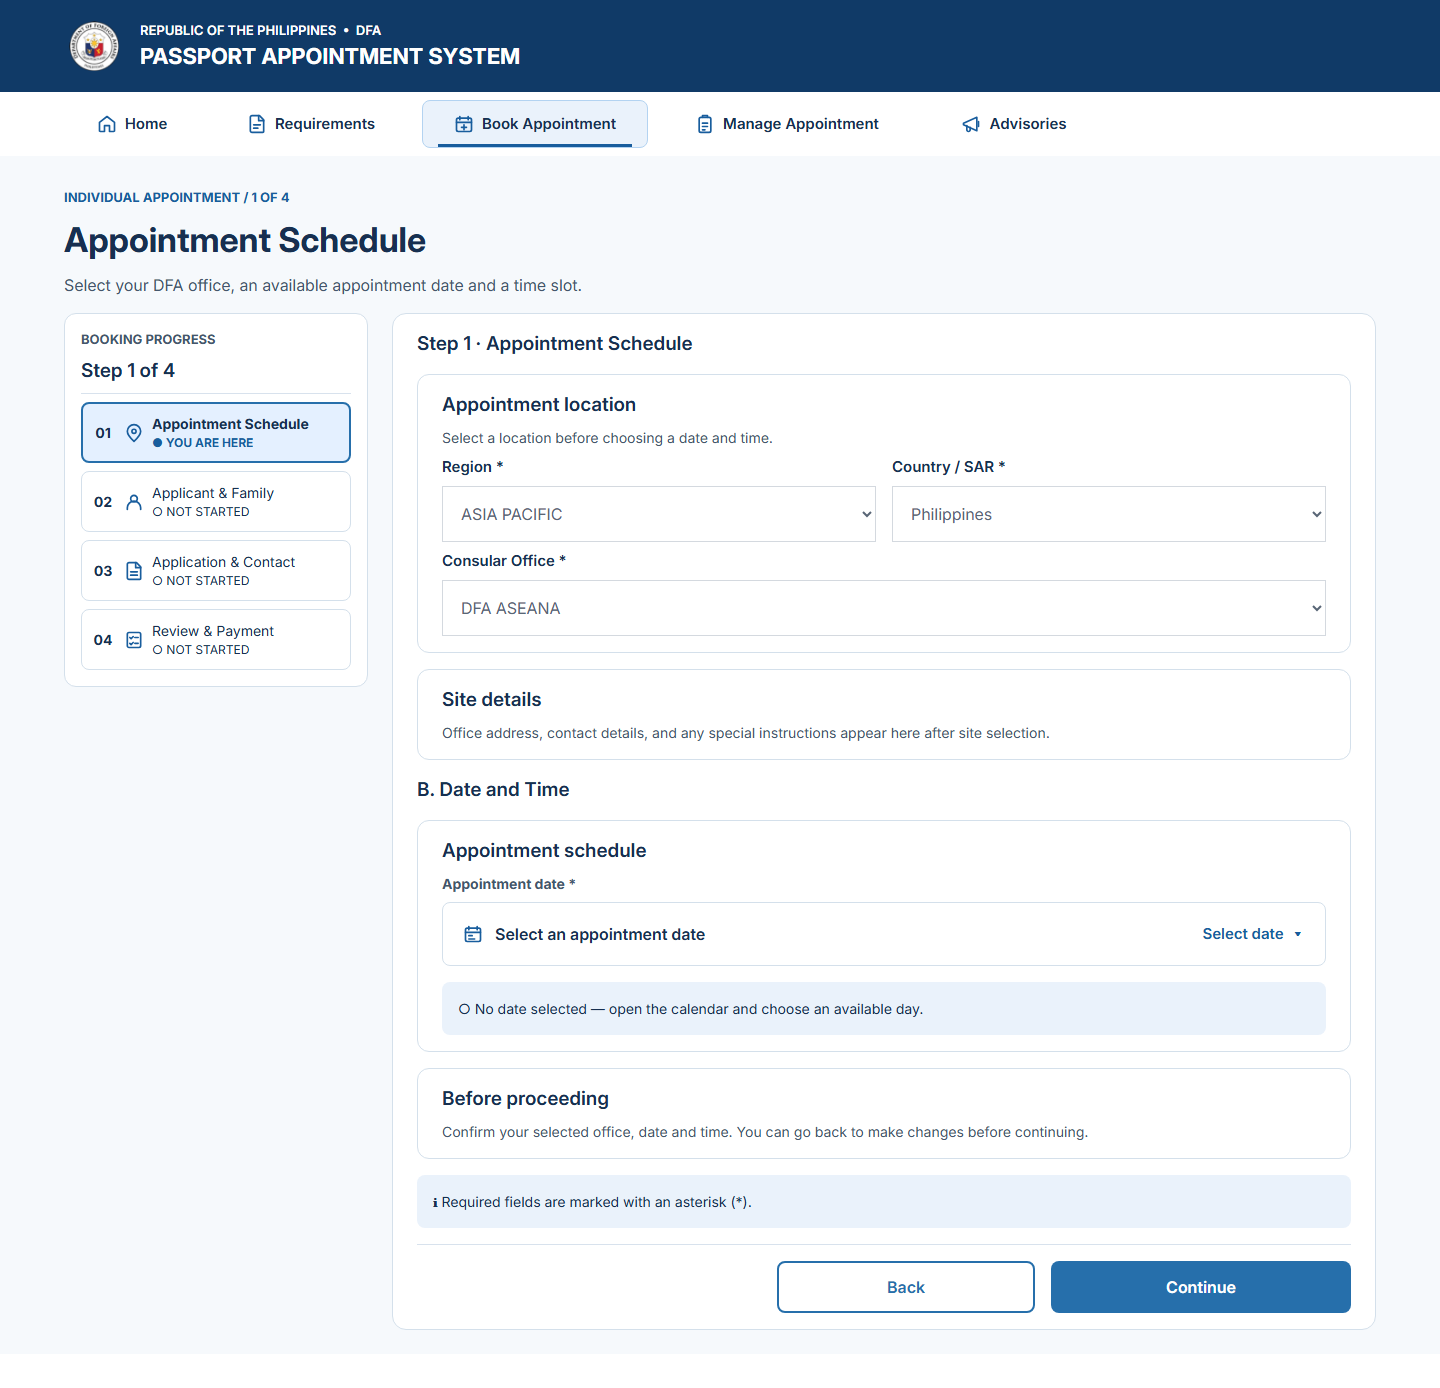 REPUBLIC OF THE PHILIPPINES • DFA
PASSPORT APPOINTMENT SYSTEM
Home
Requirements
Book Appointment
Manage Appointment
Advisories
INDIVIDUAL APPOINTMENT / 1 OF 4
Appointment Schedule
Select your DFA office, an available appointment date and a time slot.
BOOKING PROGRESS
Step 1 of 4
01
Appointment Schedule
● YOU ARE HERE
02
Applicant & Family
○ NOT STARTED
03
Application & Contact
○ NOT STARTED
04
Review & Payment
○ NOT STARTED
Step 1 · Appointment Schedule
Appointment location
Select a location before choosing a date and time.
Region *
Country / SAR *
ASIA PACIFIC
Philippines
Consular Office *
DFA ASEANA
Site details
Office address, contact details, and any special instructions appear here after site selection.
B. Date and Time
Appointment schedule
Appointment date *
Select an appointment date
Select date
○ No date selected — open the calendar and choose an available day.
Before proceeding
Confirm your selected office, date and time. You can go back to make changes before continuing.
ℹ Required fields are marked with an asterisk (*).
Back
Continue